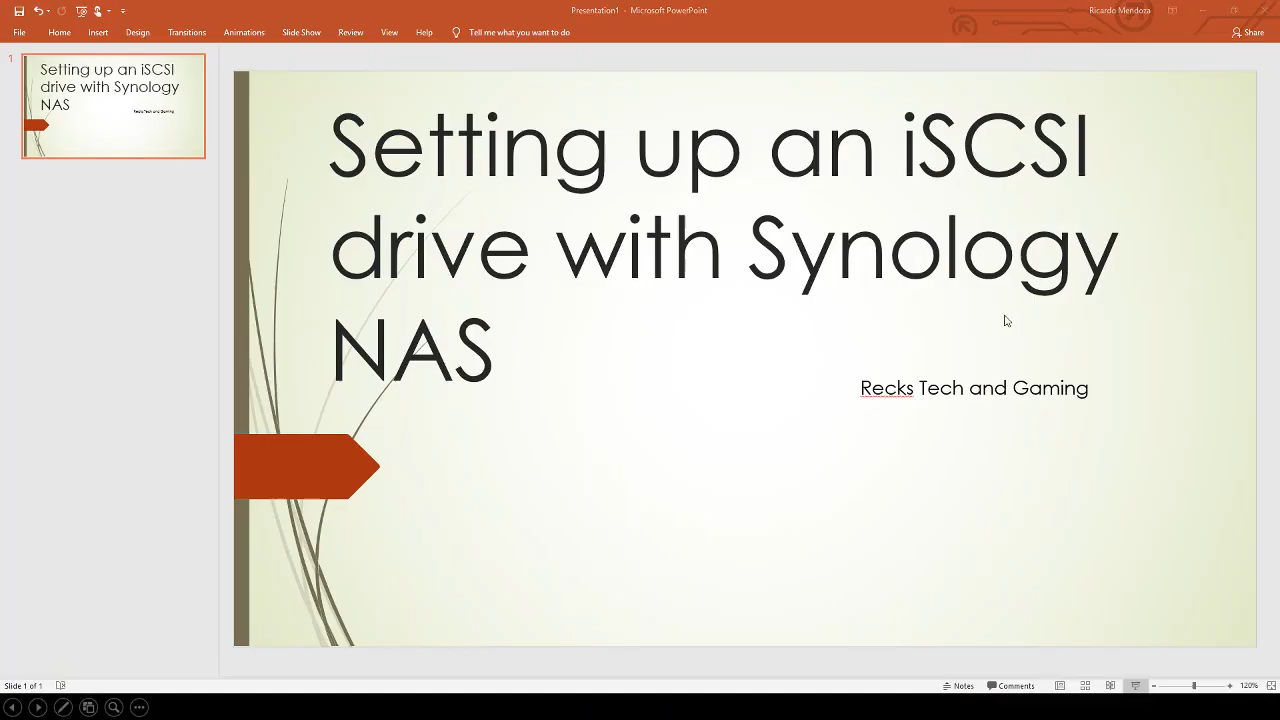 Presentation1 - Microsoft PowerPoint
Ricardo Mendoza
File Home Insert Design Transitions Animations Slide Show Review View Help Tell me what you want to do
Share
1
Setting up an iSCSI
drive with Synology
NAS
Recks Tech and Gaming
Setting up an iSCSI
drive with Synology
NAS
Recks Tech and Gaming
Slide 1 of 1
Notes
Comments
120%